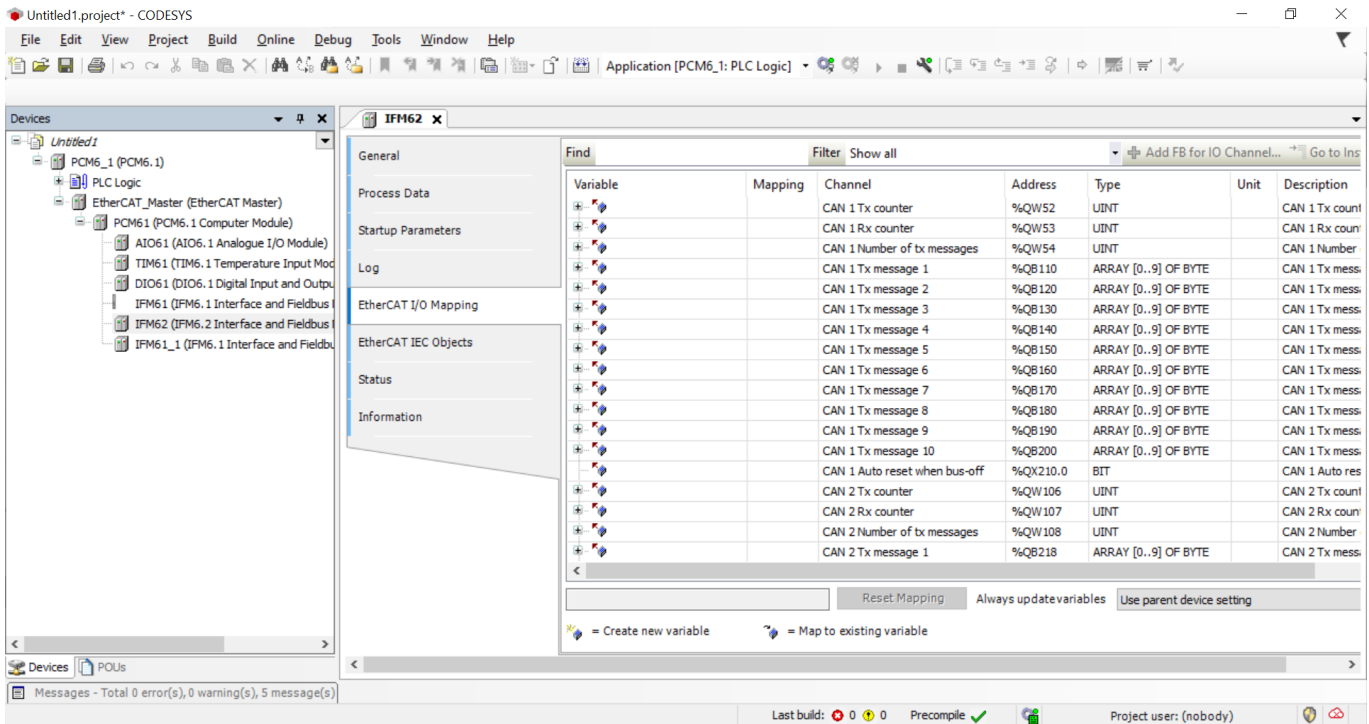 Untitled1.project* - CODESYS
File Edit View Project Build Online Debug Tools Window Help
Application [PCM6_1: PLC Logic]
Devices
Untitled1
PCM6_1 (PCM6.1)
PLC Logic
EtherCAT_Master (EtherCAT Master)
PCM61 (PCM6.1 Computer Module)
AIO61 (AIO6.1 Analogue I/O Module)
TIM61 (TIM6.1 Temperature Input Mod
DIO61 (DIO6.1 Digital Input and Outpu
IFM61 (IFM6.1 Interface and Fieldbus
IFM62 (IFM6.2 Interface and Fieldbus
IFM61_1 (IFM6.1 Interface and Fieldbu
Devices POUs
IFM62
General
Process Data
Startup Parameters
Log
EtherCAT I/O Mapping
EtherCAT IEC Objects
Status
Information
Find Filter Show all Add FB for IO Channel... Go to Ins
Variable Mapping Channel Address Type Unit Description
CAN 1 Tx counter %QW52 UINT CAN 1 Tx count
CAN 1 Rx counter %QW53 UINT CAN 1 Rx coun
CAN 1 Number of tx messages %QW54 UINT CAN 1 Number
CAN 1 Tx message 1 %QB110 ARRAY [0..9] OF BYTE CAN 1 Tx messa
CAN 1 Tx message 2 %QB120 ARRAY [0..9] OF BYTE CAN 1 Tx messa
CAN 1 Tx message 3 %QB130 ARRAY [0..9] OF BYTE CAN 1 Tx messa
CAN 1 Tx message 4 %QB140 ARRAY [0..9] OF BYTE CAN 1 Tx messa
CAN 1 Tx message 5 %QB150 ARRAY [0..9] OF BYTE CAN 1 Tx messa
CAN 1 Tx message 6 %QB160 ARRAY [0..9] OF BYTE CAN 1 Tx messa
CAN 1 Tx message 7 %QB170 ARRAY [0..9] OF BYTE CAN 1 Tx messa
CAN 1 Tx message 8 %QB180 ARRAY [0..9] OF BYTE CAN 1 Tx messa
CAN 1 Tx message 9 %QB190 ARRAY [0..9] OF BYTE CAN 1 Tx messa
CAN 1 Tx message 10 %QB200 ARRAY [0..9] OF BYTE CAN 1 Tx messa
CAN 1 Auto reset when bus-off %QX210.0 BIT CAN 1 Auto res
CAN 2 Tx counter %QW106 UINT CAN 2 Tx count
CAN 2 Rx counter %QW107 UINT CAN 2 Rx coun
CAN 2 Number of tx messages %QW108 UINT CAN 2 Number
CAN 2 Tx message 1 %QB218 ARRAY [0..9] OF BYTE CAN 2 Tx messa
Reset Mapping Always update variables Use parent device setting
= Create new variable = Map to existing variable
Messages - Total 0 error(s), 0 warning(s), 5 message(s)
Last build: 0 0 Precompile Project user: (nobody)